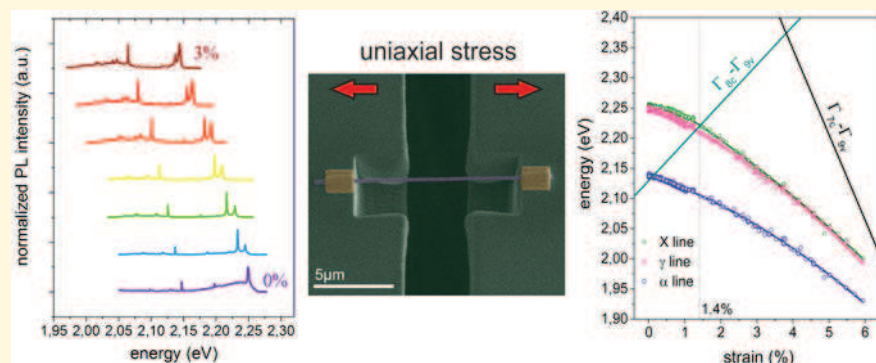 normalized PL intensity (a.u.)
3%
0%
1,95 2,00 2,05 2,10 2,15 2,20 2,25 2,30
energy (eV)
uniaxial stress
5µm
energy (eV)
2,40
2,35
2,30
2,25
2,20
2,15
2,10
2,05
2,00
1,95
1,90
Γ8c-Γ9v
Γ7c-Γ9v
X line
γ line
α line
1.4%
0 1 2 3 4 5 6
strain (%)